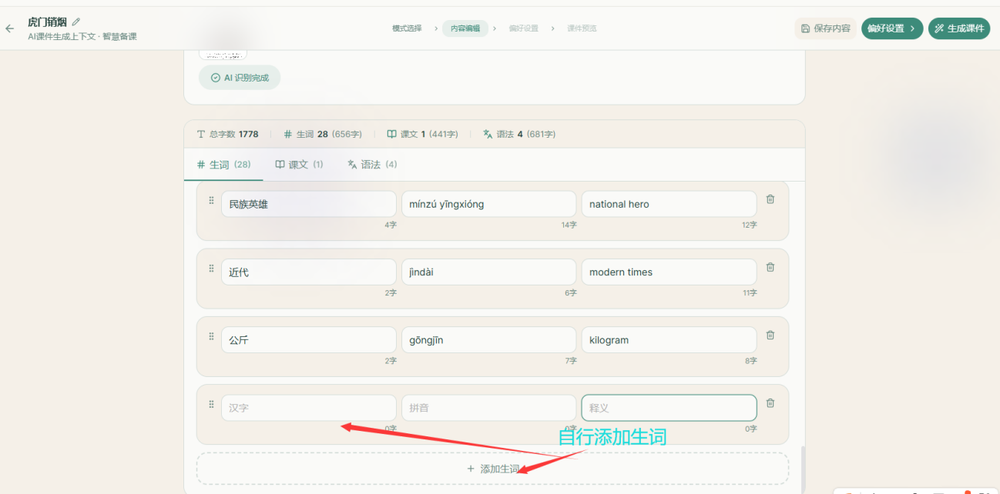 虎门销烟
AI课件生成上下文 · 智慧备课
模式选择 > 内容编辑 > 偏好设置 > 课件预览
保存内容 偏好设置 > 生成课件
AI 识别完成
总字数 1778 # 生词 28 (656字) 课文 1 (441字) 语法 4 (681字)
# 生词 (28) 课文 (1) 语法 (4)
民族英雄 mínzú yīngxióng national hero
4字 14字 12字
近代 jìndài modern times
2字 6字 11字
公斤 gōngjīn kilogram
2字 7字 8字
汉字 拼音 释义
0字 0字 0字
自行添加生词
+ 添加生词